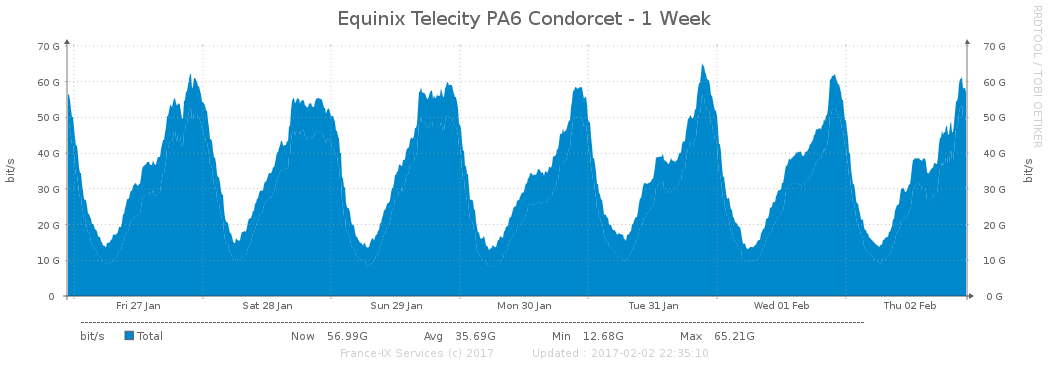 Equinix Telecity PA6 Condorcet - 1 Week
RRDTOOL / TOBI OETIKER
70 G 70 G
60 G 60 G
50 G 50 G
40 G 40 G
30 G 30 G
20 G 20 G
10 G 10 G
0 0 G
bit/s bit/s
Fri 27 Jan Sat 28 Jan Sun 29 Jan Mon 30 Jan Tue 31 Jan Wed 01 Feb Thu 02 Feb
bit/s Total Now 56.99G Avg 35.69G Min 12.68G Max 65.21G
France-IX Services (c) 2017 Updated : 2017-02-02 22:35:10